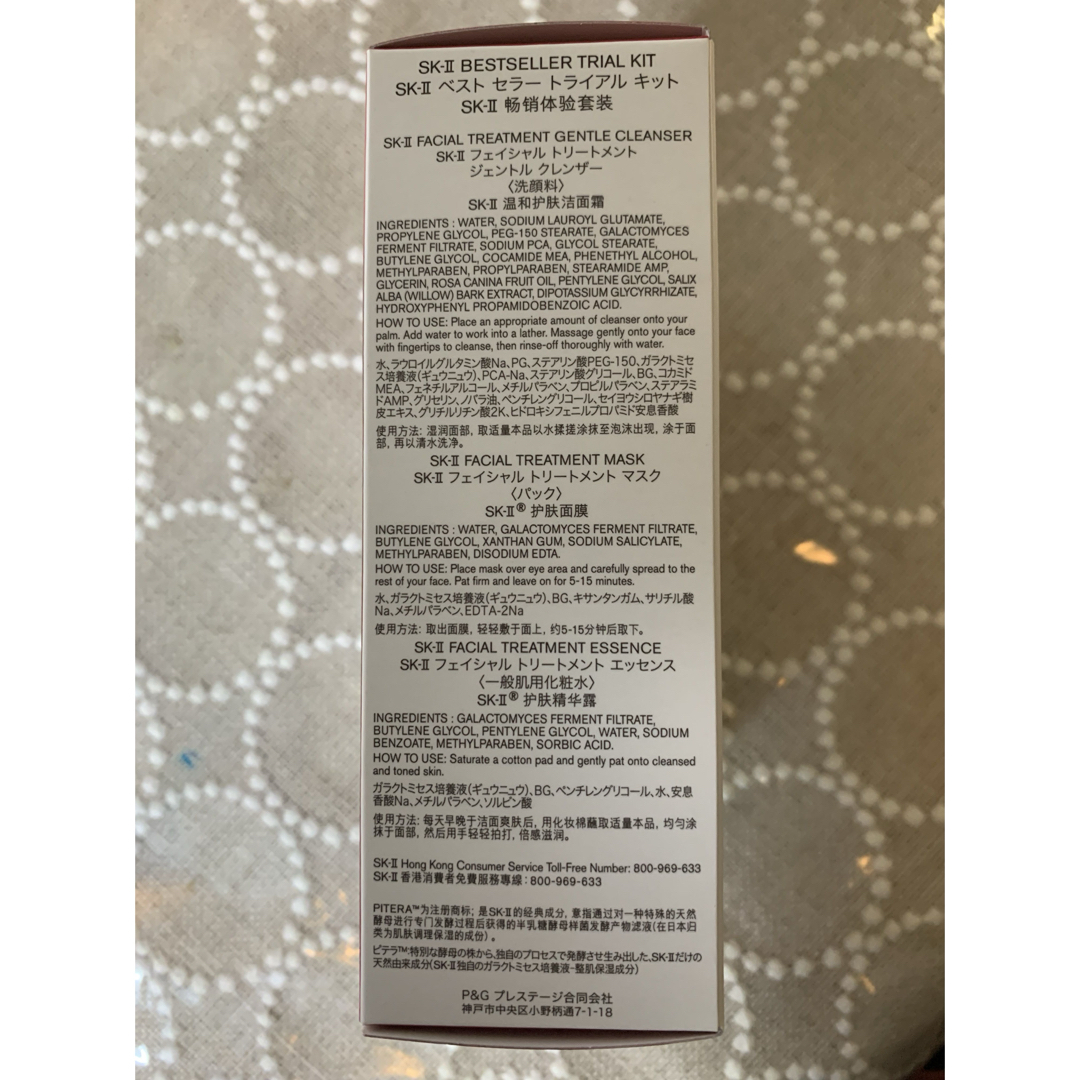 SK-II BESTSELLER TRIAL KIT
SK-II ベスト セラー トライアル キット
SK-II 畅销体验套装
SK-II FACIAL TREATMENT GENTLE CLEANSER
SK-II フェイシャル トリートメント
ジェントル クレンザー
〈洗顔料〉
SK-II 温和护肤洁面霜
INGREDIENTS : WATER, SODIUM LAUROYL GLUTAMATE,
PROPYLENE GLYCOL, PEG-150 STEARATE, GALACTOMYCES
FERMENT FILTRATE, SODIUM PCA, GLYCOL STEARATE,
BUTYLENE GLYCOL, COCAMIDE MEA, PHENETHYL ALCOHOL,
METHYLPARABEN, PROPYLPARABEN, STEARAMIDE AMP,
GLYCERIN, ROSA CANINA FRUIT OIL, PENTYLENE GLYCOL, SALIX
ALBA (WILLOW) BARK EXTRACT, DIPOTASSIUM GLYCYRRHIZATE,
HYDROXYPHENYL PROPAMIDOBENZOIC ACID.
HOW TO USE: Place an appropriate amount of cleanser onto your
palm. Add water to work into a lather. Massage gently onto your face
with fingertips to cleanse, then rinse-off thoroughly with water.
水、ラウロイルグルタミン酸Na、PG、ステアリン酸PEG-150、ガラクトミセ
ス培養液(ギュウニュウ)、PCA-Na、ステアリン酸グリコール、BG、コカミド
MEA、フェネチルアルコール、メチルパラベン、プロピルパラベン、ステアラミ
ドAMP、グリセリン、ノバラ油、ペンチレングリコール、セイヨウシロヤナギ樹
皮エキス、グリチルリチン酸2K、ヒドロキシフェニルプロパミド安息香酸
使用方法: 湿润面部, 取适量本品以水揉搓涂抹至泡沫出现, 涂于面
部, 再以清水洗净。
SK-II FACIAL TREATMENT MASK
SK-II フェイシャル トリートメント マスク
〈パック〉
SK-II® 护肤面膜
INGREDIENTS : WATER, GALACTOMYCES FERMENT FILTRATE,
BUTYLENE GLYCOL, XANTHAN GUM, SODIUM SALICYLATE,
METHYLPARABEN, DISODIUM EDTA.
HOW TO USE: Place mask over eye area and carefully spread to the
rest of your face. Pat firm and leave on for 5-15 minutes.
水、ガラクトミセス培養液(ギュウニュウ)、BG、キサンタンガム、サリチル酸
Na、メチルパラベン、EDTA-2Na
使用方法: 取出面膜, 轻轻敷于面上, 约5-15分钟后取下。
SK-II FACIAL TREATMENT ESSENCE
SK-II フェイシャル トリートメント エッセンス
〈一般肌用化粧水〉
SK-II® 护肤精华露
INGREDIENTS : GALACTOMYCES FERMENT FILTRATE,
BUTYLENE GLYCOL, PENTYLENE GLYCOL, WATER, SODIUM
BENZOATE, METHYLPARABEN, SORBIC ACID.
HOW TO USE: Saturate a cotton pad and gently pat onto cleansed
and toned skin.
ガラクトミセス培養液(ギュウニュウ)、BG、ペンチレングリコール、水、安息
香酸Na、メチルパラベン、ソルビン酸
使用方法: 每天早晚于洁面爽肤后, 用化妆棉蘸取适量本品, 均匀涂
抹于面部, 然后用手轻轻拍打, 倍感滋润。
SK-II Hong Kong Consumer Service Toll-Free Number: 800-969-633
SK-II 香港消費者免費服務專線 : 800-969-633
PITERA™为注册商标; 是SK-II的经典成分, 意指通过对一种特殊的天然
酵母进行专门发酵过程后获得的半乳糖酵母样菌发酵产物滤液(在日本归
类为肌肤调理保湿的成份) 。
ピテラ™:特別な酵母の株から、独自のプロセスで発酵させ生み出した、SK-IIだけの
天然由来成分(SK-II独自のガラクトミセス培養液-整肌保湿成分)
P&G プレステージ合同会社
神戸市中央区小野柄通7-1-18